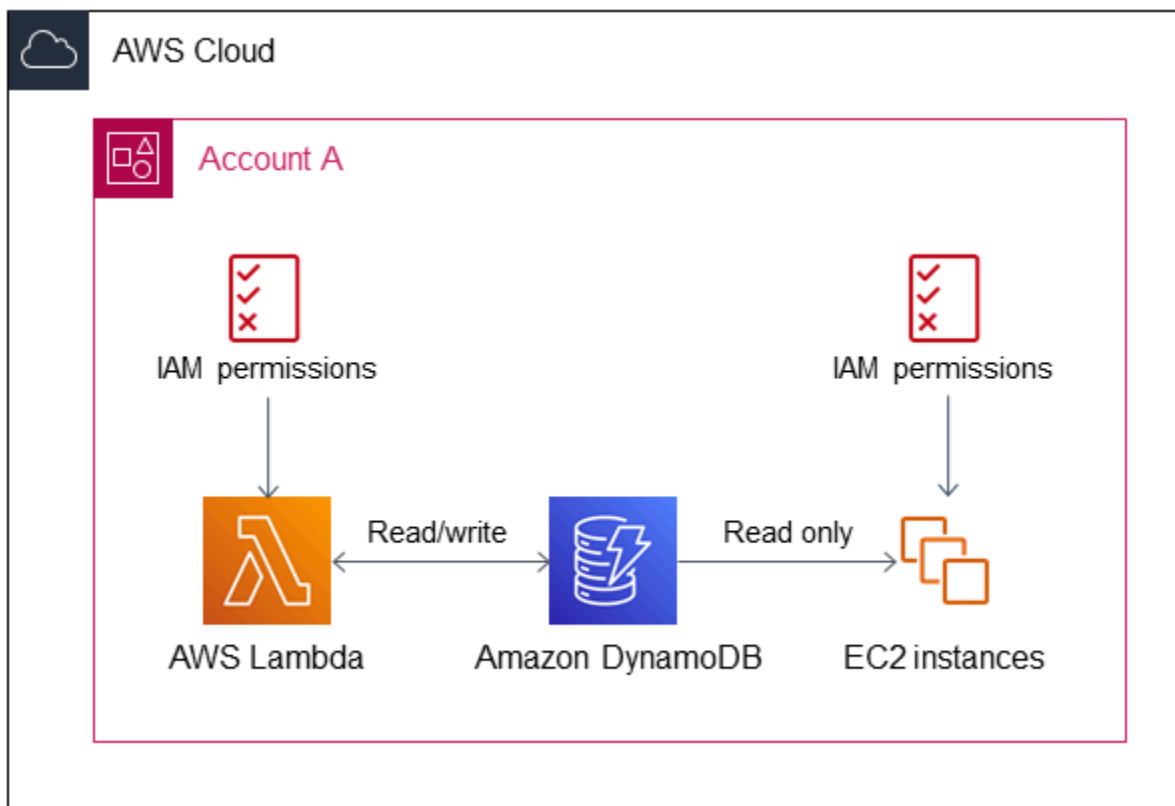 AWS Cloud
Account A
IAM permissions
IAM permissions
Read/write
Read only
AWS Lambda
Amazon DynamoDB
EC2 instances